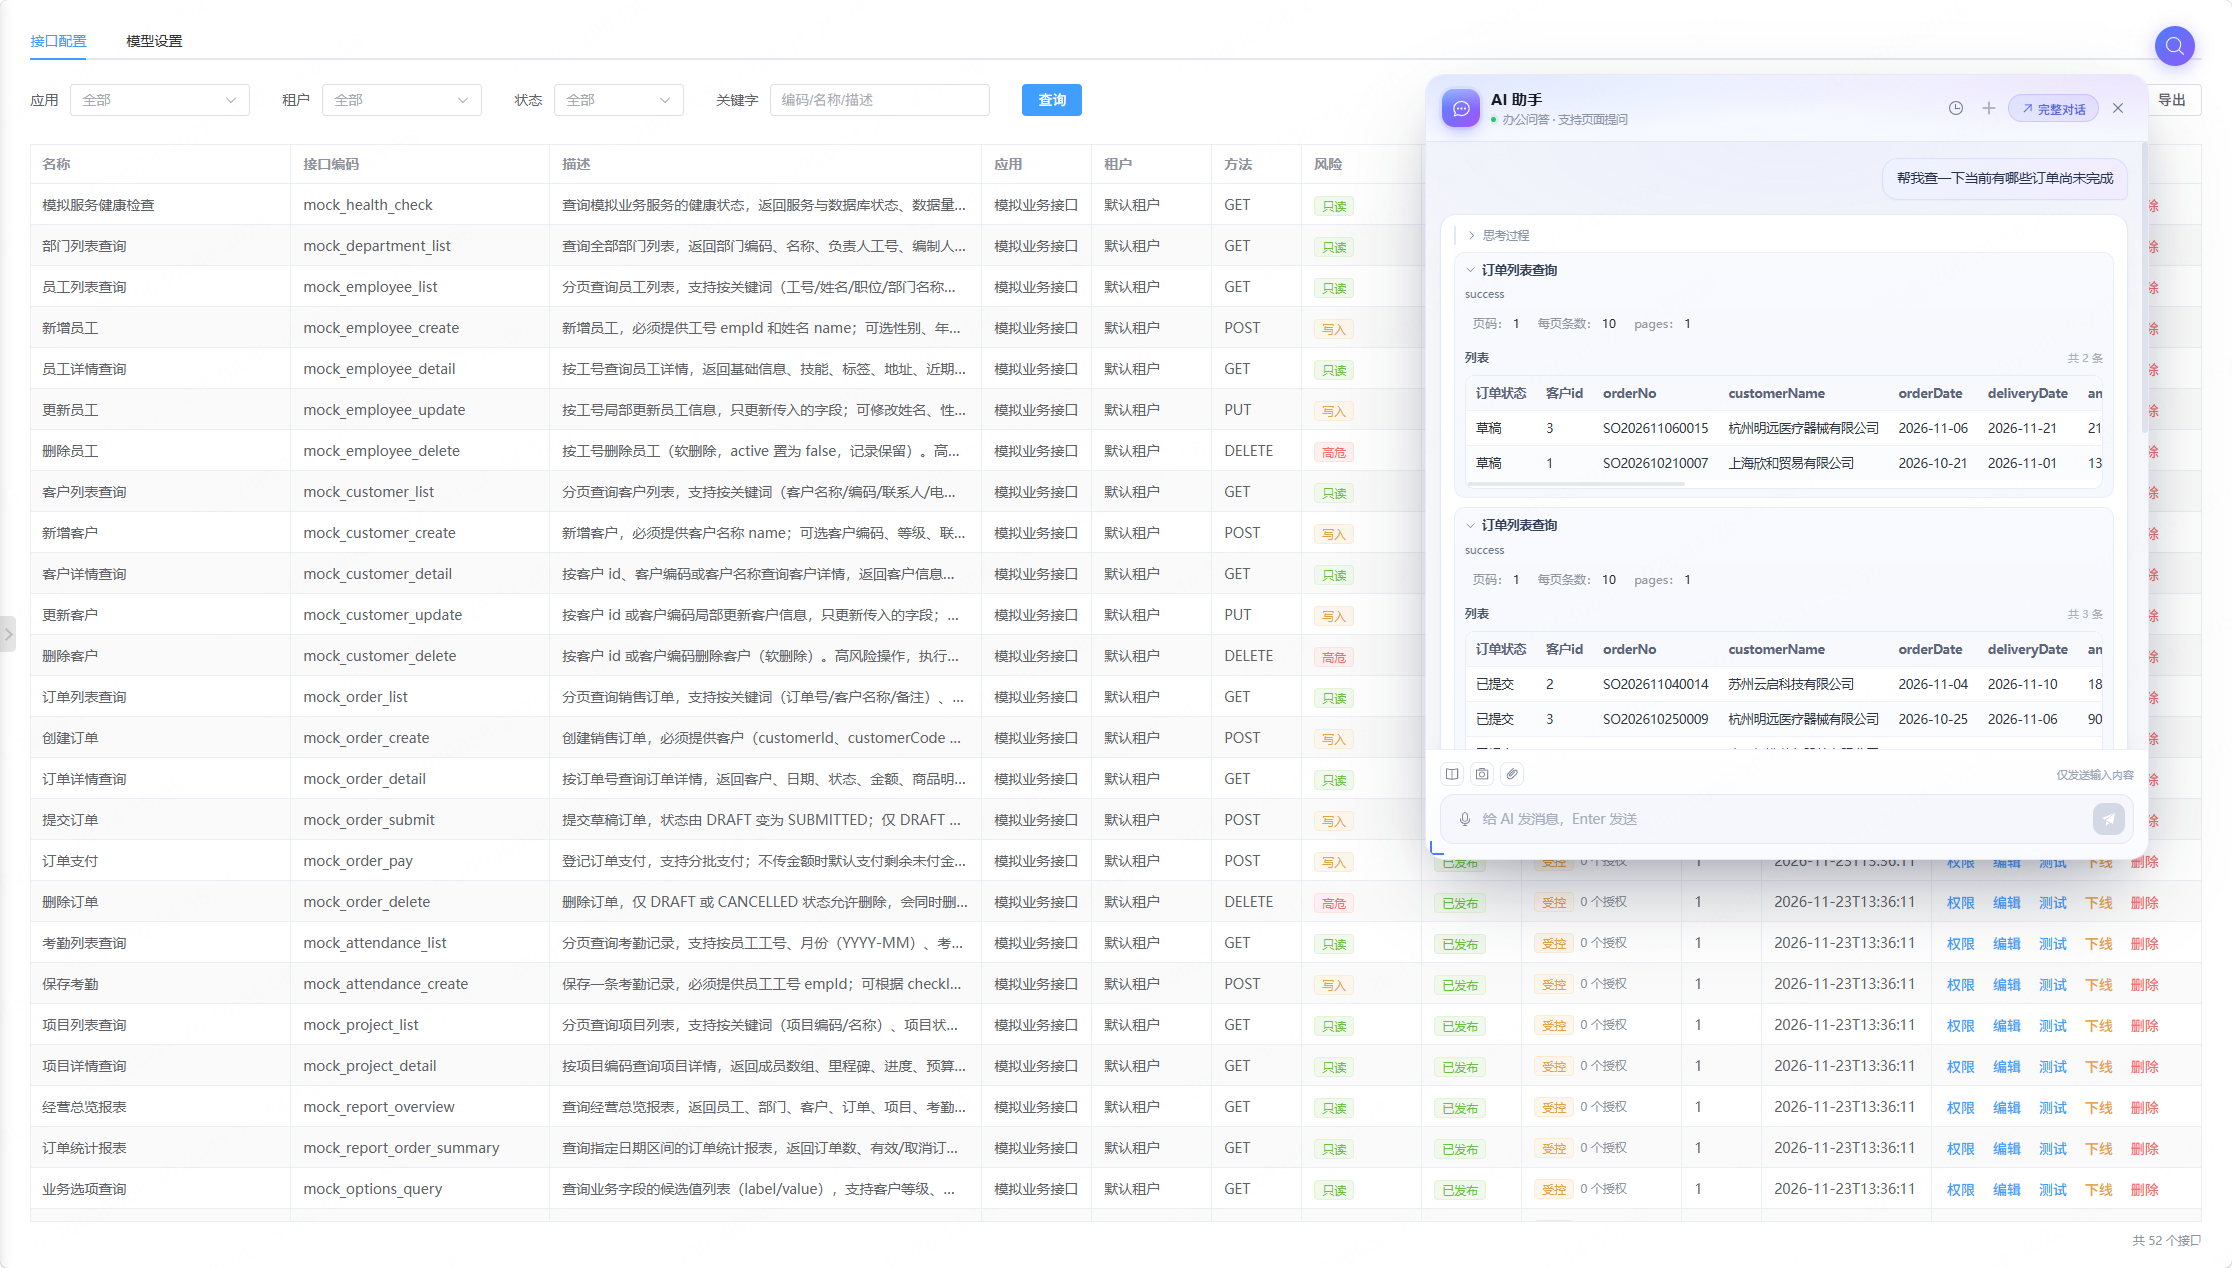 接口配置 模型设置
应用 全部 租户 全部 状态 全部 关键字 编码/名称/描述 查询 导出
名称 接口编码 描述 应用 租户 方法 风险
模拟服务健康检查 mock_health_check 查询模拟业务服务的健康状态，返回服务与数据库状态、数据量... 模拟业务接口 默认租户 GET 只读
部门列表查询 mock_department_list 查询全部部门列表，返回部门编码、名称、负责人工号、编制人... 模拟业务接口 默认租户 GET 只读
员工列表查询 mock_employee_list 分页查询员工列表，支持按关键词（工号/姓名/职位/部门名称... 模拟业务接口 默认租户 GET 只读
新增员工 mock_employee_create 新增员工，必须提供工号 empId 和姓名 name；可选性别、年... 模拟业务接口 默认租户 POST 写入
员工详情查询 mock_employee_detail 按工号查询员工详情，返回基础信息、技能、标签、地址、近期... 模拟业务接口 默认租户 GET 只读
更新员工 mock_employee_update 按工号局部更新员工信息，只更新传入的字段；可修改姓名、性... 模拟业务接口 默认租户 PUT 写入
删除员工 mock_employee_delete 按工号删除员工（软删除，active 置为 false，记录保留）。高... 模拟业务接口 默认租户 DELETE 高危
客户列表查询 mock_customer_list 分页查询客户列表，支持按关键词（客户名称/编码/联系人/电... 模拟业务接口 默认租户 GET 只读
新增客户 mock_customer_create 新增客户，必须提供客户名称 name；可选客户编码、等级、联... 模拟业务接口 默认租户 POST 写入
客户详情查询 mock_customer_detail 按客户 id、客户编码或客户名称查询客户详情，返回客户信息... 模拟业务接口 默认租户 GET 只读
更新客户 mock_customer_update 按客户 id 或客户编码局部更新客户信息，只更新传入的字段；... 模拟业务接口 默认租户 PUT 写入
删除客户 mock_customer_delete 按客户 id 或客户编码删除客户（软删除）。高风险操作，执行... 模拟业务接口 默认租户 DELETE 高危
订单列表查询 mock_order_list 分页查询销售订单，支持按关键词（订单号/客户名称/备注）、... 模拟业务接口 默认租户 GET 只读
创建订单 mock_order_create 创建销售订单，必须提供客户（customerId、customerCode ... 模拟业务接口 默认租户 POST 写入
订单详情查询 mock_order_detail 按订单号查询订单详情，返回客户、日期、状态、金额、商品明... 模拟业务接口 默认租户 GET 只读
提交订单 mock_order_submit 提交草稿订单，状态由 DRAFT 变为 SUBMITTED；仅 DRAFT ... 模拟业务接口 默认租户 POST 写入
订单支付 mock_order_pay 登记订单支付，支持分批支付；不传金额时默认支付剩余未付金... 模拟业务接口 默认租户 POST 写入 已发布 受控 0 个授权 1 2026-11-23T13:36:11 权限 编辑 测试 下线 删除
删除订单 mock_order_delete 删除订单，仅 DRAFT 或 CANCELLED 状态允许删除，会同时删... 模拟业务接口 默认租户 DELETE 高危 已发布 受控 0 个授权 1 2026-11-23T13:36:11 权限 编辑 测试 下线 删除
考勤列表查询 mock_attendance_list 分页查询考勤记录，支持按员工工号、月份（YYYY-MM）、考... 模拟业务接口 默认租户 GET 只读 已发布 受控 0 个授权 1 2026-11-23T13:36:11 权限 编辑 测试 下线 删除
保存考勤 mock_attendance_create 保存一条考勤记录，必须提供员工工号 empId；可根据 checkI... 模拟业务接口 默认租户 POST 写入 已发布 受控 0 个授权 1 2026-11-23T13:36:11 权限 编辑 测试 下线 删除
项目列表查询 mock_project_list 分页查询项目列表，支持按关键词（项目编码/名称）、项目状... 模拟业务接口 默认租户 GET 只读 已发布 受控 0 个授权 1 2026-11-23T13:36:11 权限 编辑 测试 下线 删除
项目详情查询 mock_project_detail 按项目编码查询项目详情，返回成员数组、里程碑、进度、预算... 模拟业务接口 默认租户 GET 只读 已发布 受控 0 个授权 1 2026-11-23T13:36:11 权限 编辑 测试 下线 删除
经营总览报表 mock_report_overview 查询经营总览报表，返回员工、部门、客户、订单、项目、考勤... 模拟业务接口 默认租户 GET 只读 已发布 受控 0 个授权 1 2026-11-23T13:36:11 权限 编辑 测试 下线 删除
订单统计报表 mock_report_order_summary 查询指定日期区间的订单统计报表，返回订单数、有效/取消订... 模拟业务接口 默认租户 GET 只读 已发布 受控 0 个授权 1 2026-11-23T13:36:11 权限 编辑 测试 下线 删除
业务选项查询 mock_options_query 查询业务字段的候选值列表（label/value），支持客户等级、... 模拟业务接口 默认租户 GET 只读 已发布 受控 0 个授权 1 2026-11-23T13:36:11 权限 编辑 测试 下线 删除
共 52 个接口
AI 助手
办公问答 · 支持页面提问
完整对话
帮我查一下当前有哪些订单尚未完成
思考过程
订单列表查询
success
页码： 1 每页条数： 10 pages： 1
列表 共 2 条
订单状态 客户id orderNo customerName orderDate deliveryDate an
草稿 3 SO202611060015 杭州明远医疗器械有限公司 2026-11-06 2026-11-21 21
草稿 1 SO202610210007 上海欣和贸易有限公司 2026-10-21 2026-11-01 13
订单列表查询
success
页码： 1 每页条数： 10 pages： 1
列表 共 3 条
订单状态 客户id orderNo customerName orderDate deliveryDate an
已提交 2 SO202611040014 苏州云启科技有限公司 2026-11-04 2026-11-10 18
已提交 3 SO202610250009 杭州明远医疗器械有限公司 2026-10-25 2026-11-06 90
仅发送输入内容
给 AI 发消息，Enter 发送